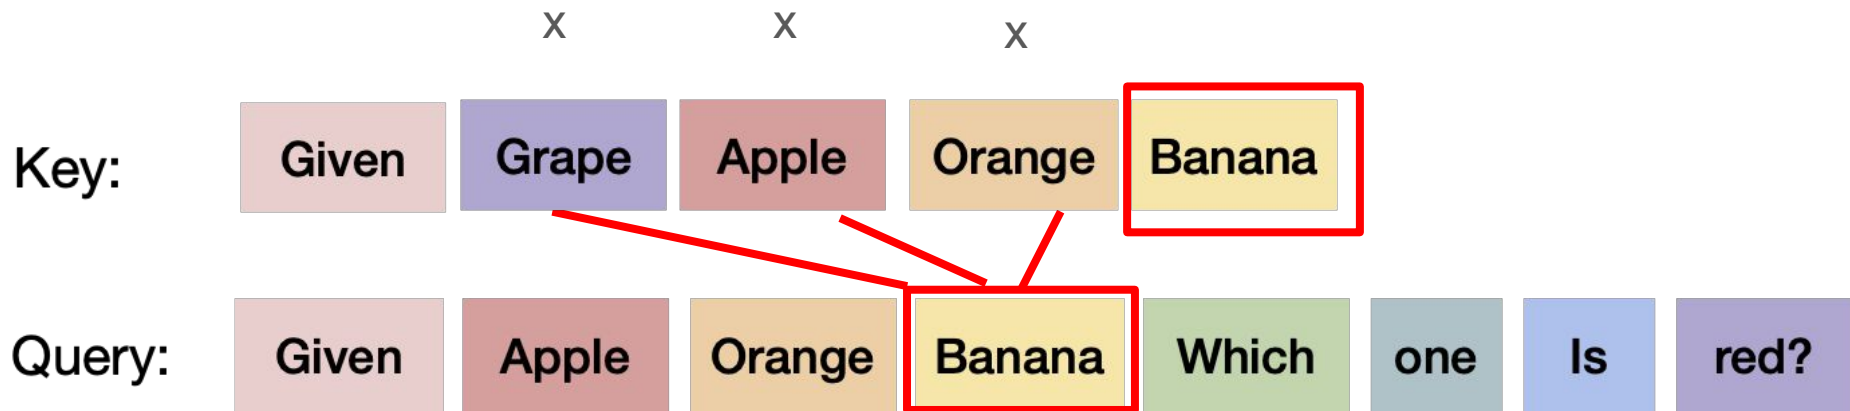 x x x
Key: Given Grape Apple Orange Banana
Query: Given Apple Orange Banana Which one Is red?